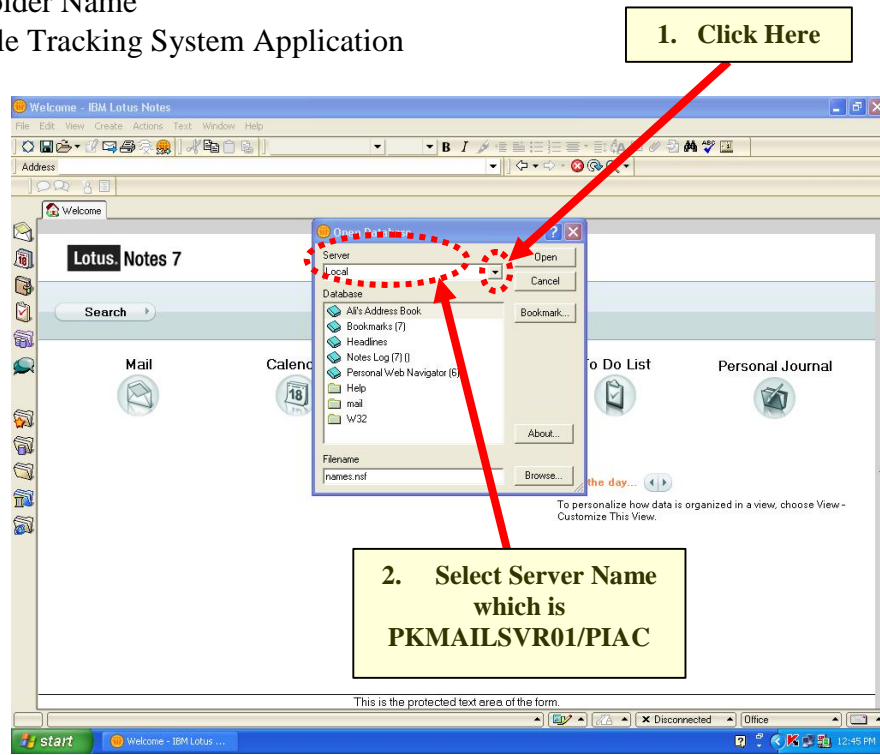 older Name
le Tracking System Application
1. Click Here
Welcome - IBM Lotus Notes
File Edit View Create Actions Text Window Help
B I
Address
Welcome
Open Database
Lotus. Notes 7
Server
Local
Open
Cancel
Database
Search
Ali's Address Book
Bookmarks (7)
Headlines
Notes Log (7) ()
Personal Web Navigator (6)
Help
mail
W32
Bookmark...
Mail
Calend
18
o Do List
Personal Journal
About...
Filename
names.nsf
Browse...
the day...
To personalize how data is organized in a view, choose View -
Customize This View.
2. Select Server Name
which is
PKMAILSVR01/PIAC
This is the protected text area of the form.
Disconnected
Office
start
Welcome - IBM Lotus ...
12:45 PM